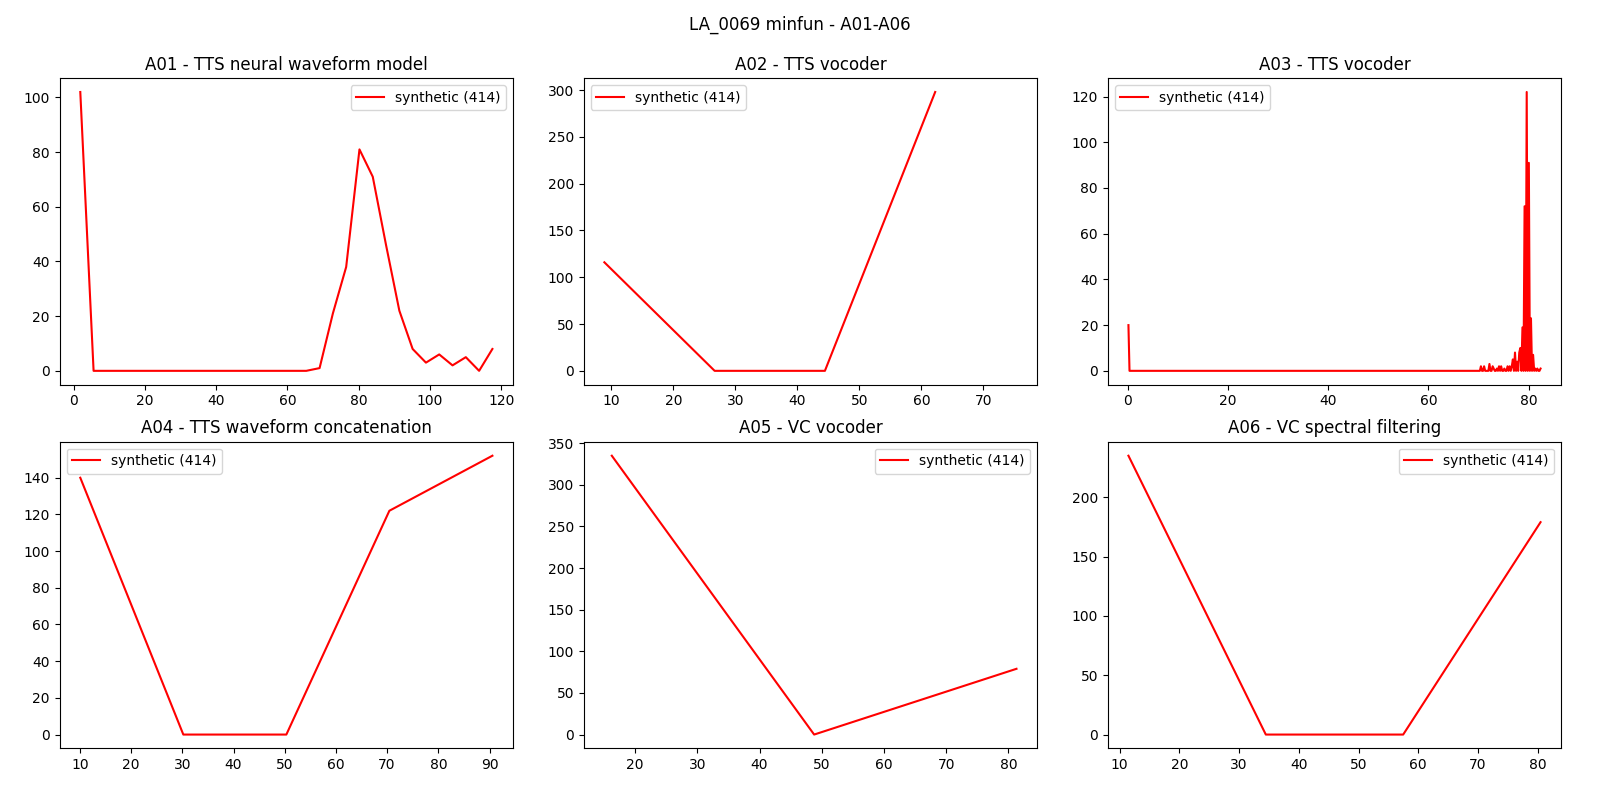 LA_0069 minfun - A01-A06
A01 - TTS neural waveform model
synthetic (414)
100
80
60
40
20
0
0 20 40 60 80 100 120
A02 - TTS vocoder
synthetic (414)
300
250
200
150
100
50
0
10 20 30 40 50 60 70
A03 - TTS vocoder
synthetic (414)
120
100
80
60
40
20
0
0 20 40 60 80
A04 - TTS waveform concatenation
synthetic (414)
140
120
100
80
60
40
20
0
10 20 30 40 50 60 70 80 90
A05 - VC vocoder
synthetic (414)
350
300
250
200
150
100
50
0
20 30 40 50 60 70 80
A06 - VC spectral filtering
synthetic (414)
200
150
100
50
0
10 20 30 40 50 60 70 80